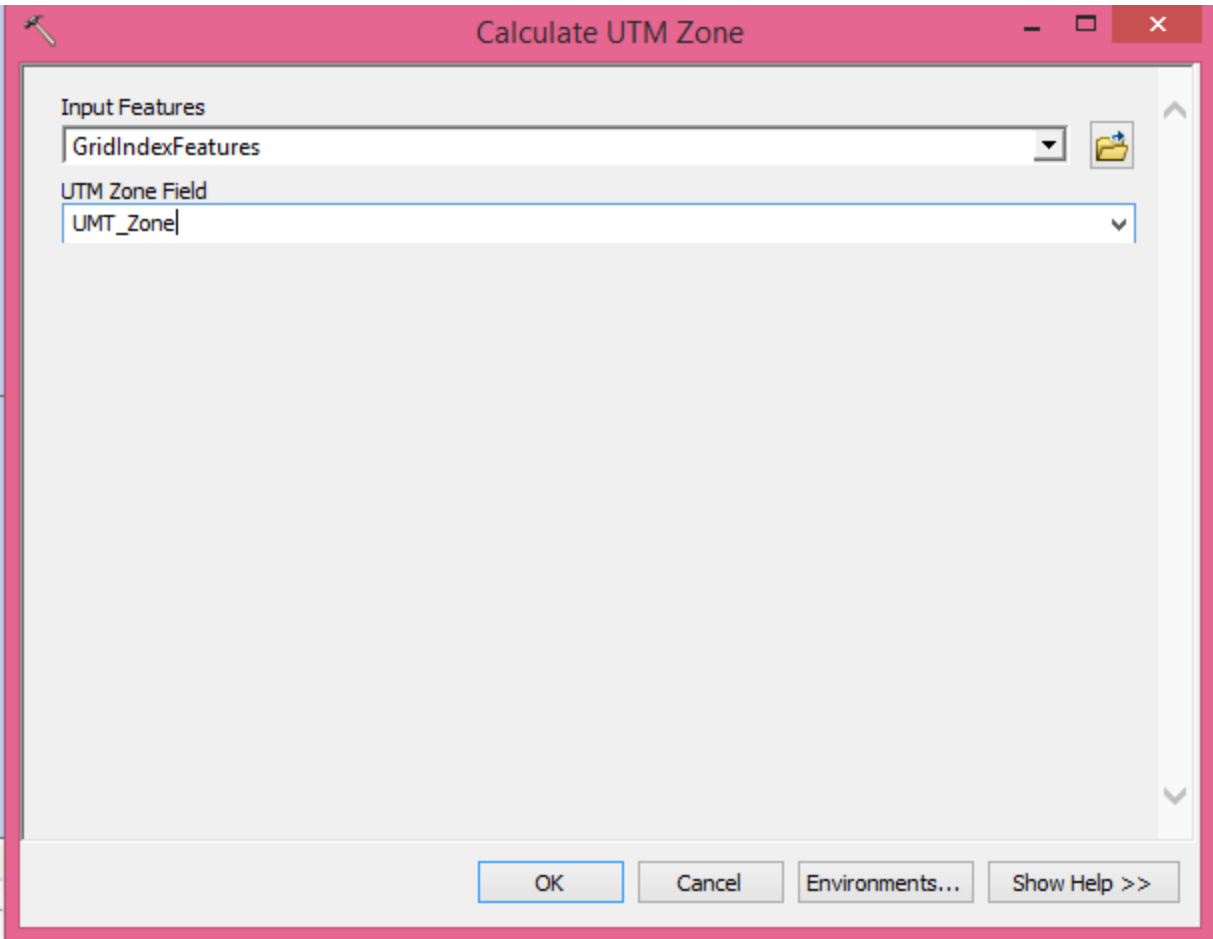 Calculate UTM Zone
Input Features
GridIndexFeatures
UTM Zone Field
UMT_Zone
OK Cancel Environments... Show Help >>